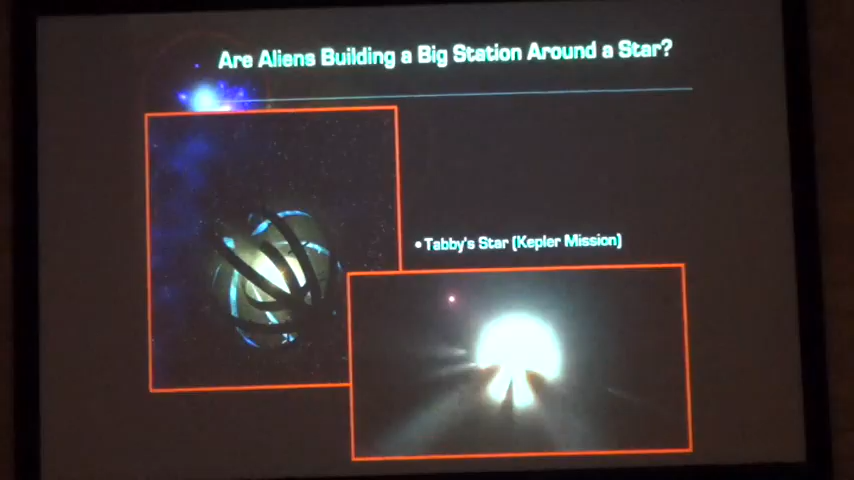 Are Aliens Building a Big Station Around a Star?
• Tabby's Star (Kepler Mission)